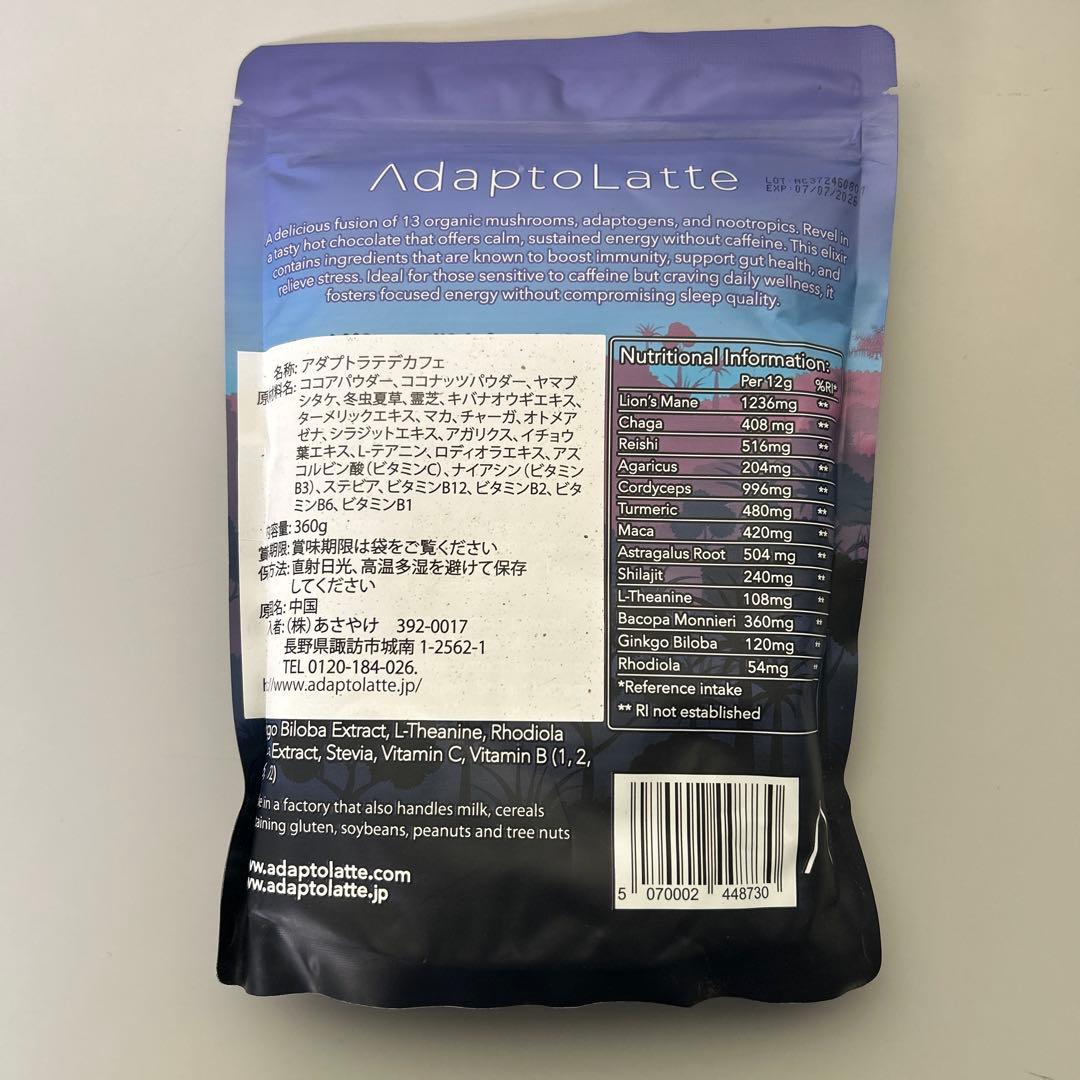 AdaptoLatte
EXP:07/07/2026
A delicious fusion of 13 organic mushrooms, adaptogens, and nootropics. Revel in
a tasty hot chocolate that offers calm, sustained energy without caffeine. This elixir
contains ingredients that are known to boost immunity, support gut health, and
relieve stress. Ideal for those sensitive to caffeine but craving daily wellness, it
fosters focused energy without compromising sleep quality.
名称: アダプトラテデカフェ
原材料名: ココアパウダー、ココナッツパウダー、ヤマブ
シタケ、冬虫夏草、霊芝、キバナオウギエキス、
ターメリックエキス、マカ、チャーガ、オトメア
ゼナ、シラジットエキス、アガリクス、イチョウ
葉エキス、L-テアニン、ロディオラエキス、アス
コルビン酸(ビタミンC)、ナイアシン(ビタミン
B3)、ステビア、ビタミンB12、ビタミンB2、ビタ
ミンB6、ビタミンB1
内容量: 360g
賞味期限: 賞味期限は袋をご覧ください
方法: 直射日光、高温多湿を避けて保存
してください
原産国名: 中国
入者: (株)あさやけ 392-0017
長野県諏訪市城南 1-2562-1
TEL 0120-184-026.
//www.adaptolatte.jp/
Nutritional Information:
Per 12g %RI*
Lion's Mane 1236mg **
Chaga 408 mg **
Reishi 516mg **
Agaricus 204mg **
Cordyceps 996mg **
Turmeric 480mg **
Maca 420mg **
Astragalus Root 504 mg **
Shilajit 240mg **
L-Theanine 108mg **
Bacopa Monnieri 360mg **
Ginkgo Biloba 120mg **
Rhodiola 54mg **
*Reference intake
** RI not established
go Biloba Extract, L-Theanine, Rhodiola
Extract, Stevia, Vitamin C, Vitamin B (1, 2,
in a factory that also handles milk, cereals
taining gluten, soybeans, peanuts and tree nuts
www.adaptolatte.com
www.adaptolatte.jp
5 070002 448730